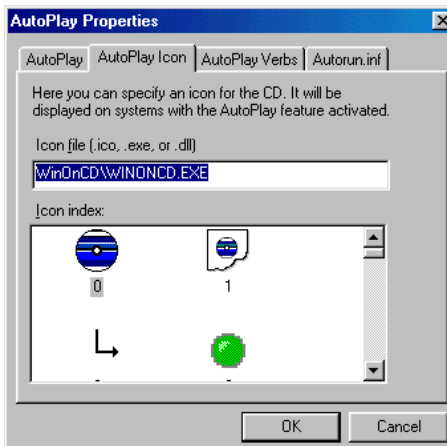 AutoPlay Properties
AutoPlay AutoPlay Icon AutoPlay Verbs Autorun.inf
Here you can specify an icon for the CD. It will be
displayed on systems with the AutoPlay feature activated.
Icon file (.ico, .exe, or .dll)
WinOnCD\WINONCD.EXE
Icon index:
0 1
OK Cancel